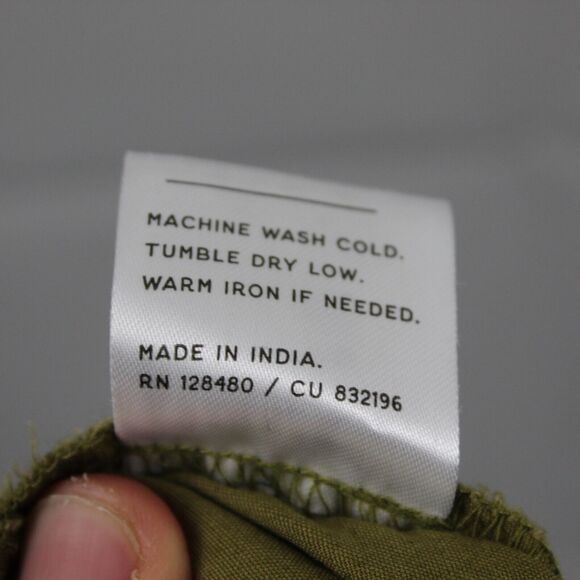 MACHINE WASH COLD.
TUMBLE DRY LOW.
WARM IRON IF NEEDED.
MADE IN INDIA.
RN 128480 / CU 832196